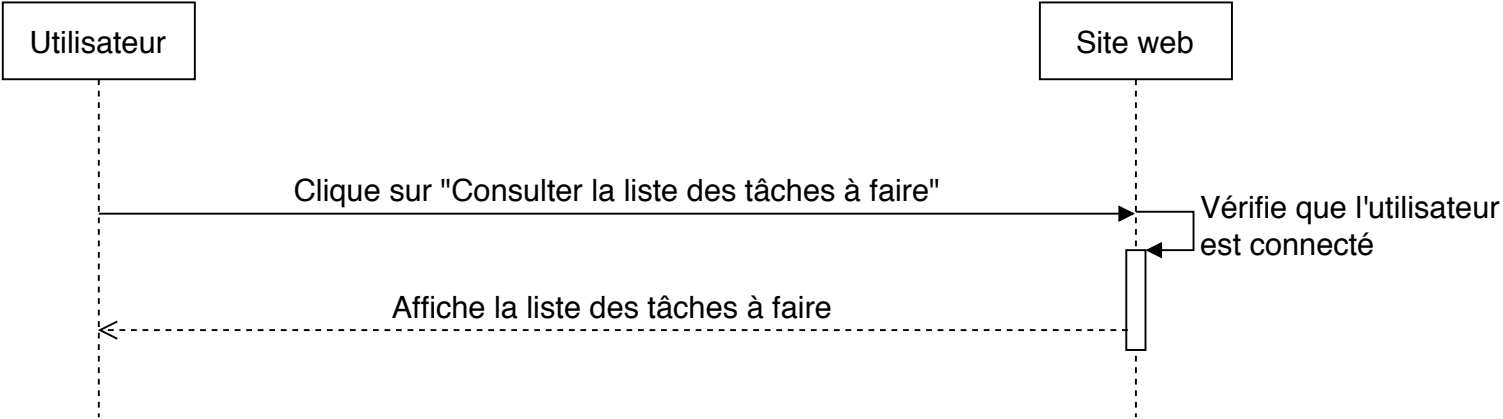 Utilisateur
Site web
Clique sur "Consulter la liste des tâches à faire"
Vérifie que l'utilisateur
est connecté
Affiche la liste des tâches à faire